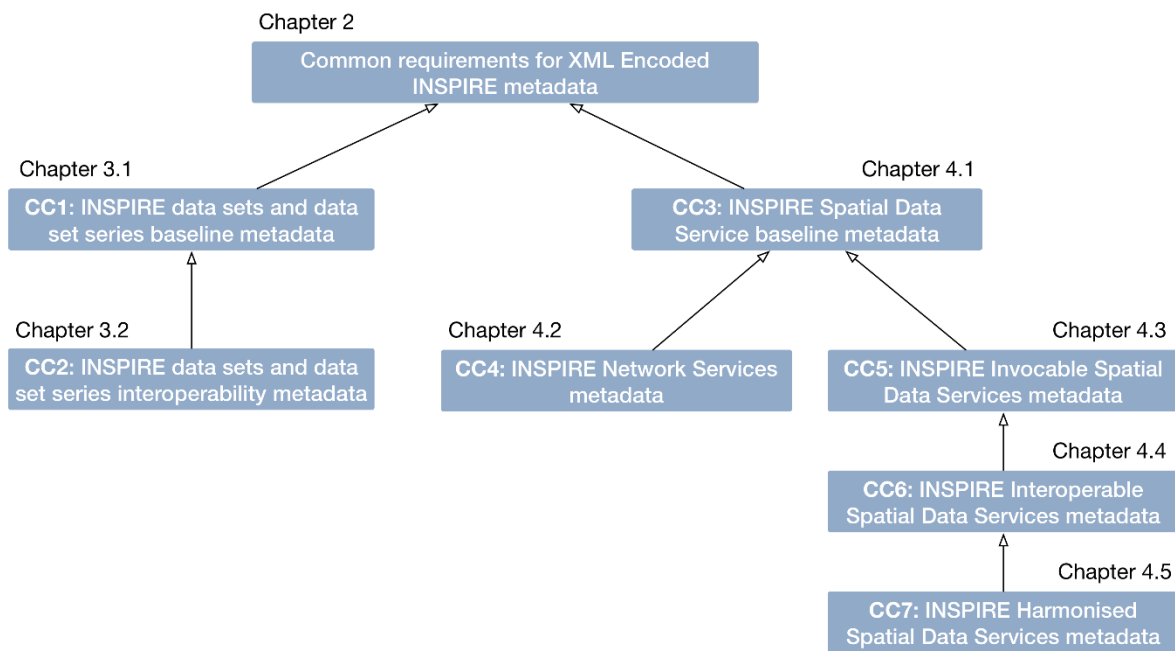 Chapter 2
Common requirements for XML Encoded
INSPIRE metadata
Chapter 3.1
CC1: INSPIRE data sets and data
set series baseline metadata
Chapter 4.1
CC3: INSPIRE Spatial Data
Service baseline metadata
Chapter 3.2
CC2: INSPIRE data sets and data
set series interoperability metadata
Chapter 4.2
CC4: INSPIRE Network Services
metadata
Chapter 4.3
CC5: INSPIRE Invocable Spatial
Data Services metadata
Chapter 4.4
CC6: INSPIRE Interoperable
Spatial Data Services metadata
Chapter 4.5
CC7: INSPIRE Harmonised
Spatial Data Services metadata